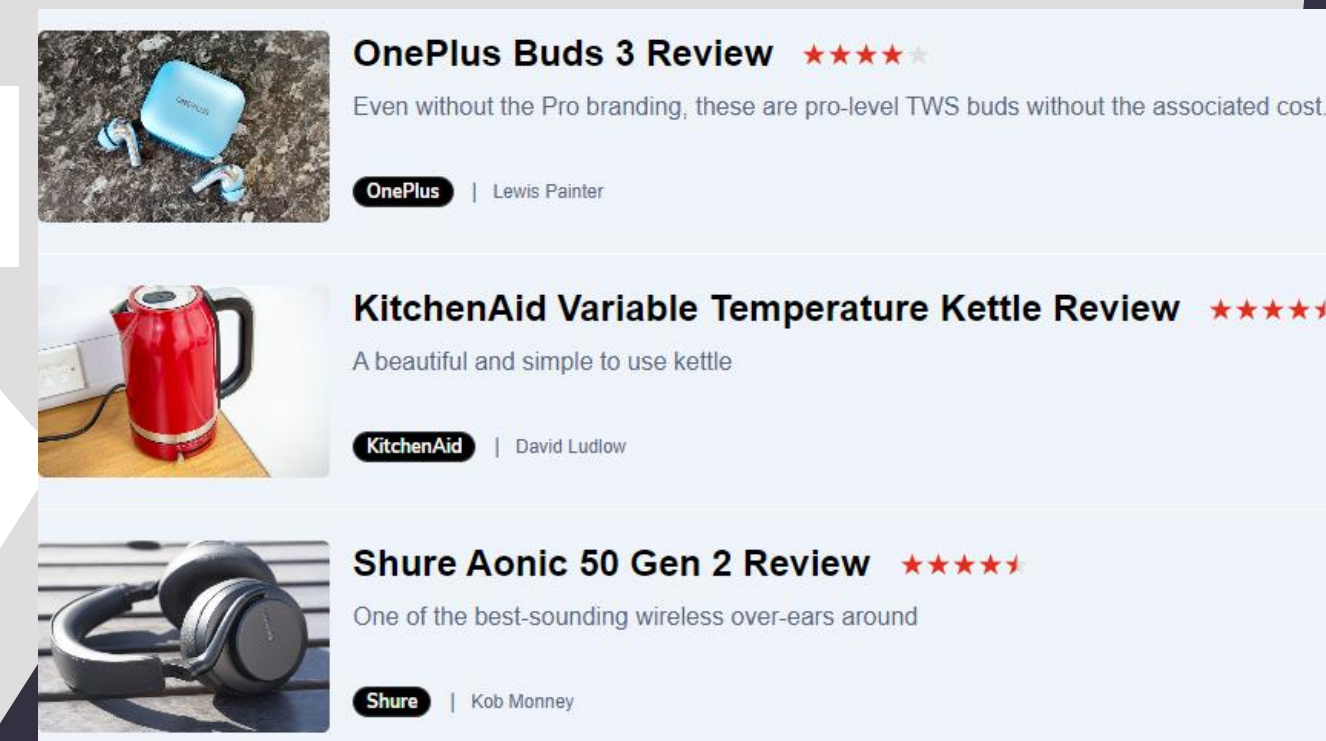 OnePlus Buds 3 Review
Even without the Pro branding, these are pro-level TWS buds without the associated cost.
ONEPLUS
OnePlus | Lewis Painter
KitchenAid Variable Temperature Kettle Review
A beautiful and simple to use kettle
KitchenAid | David Ludlow
Shure Aonic 50 Gen 2 Review
One of the best-sounding wireless over-ears around
Shure | Kob Monney